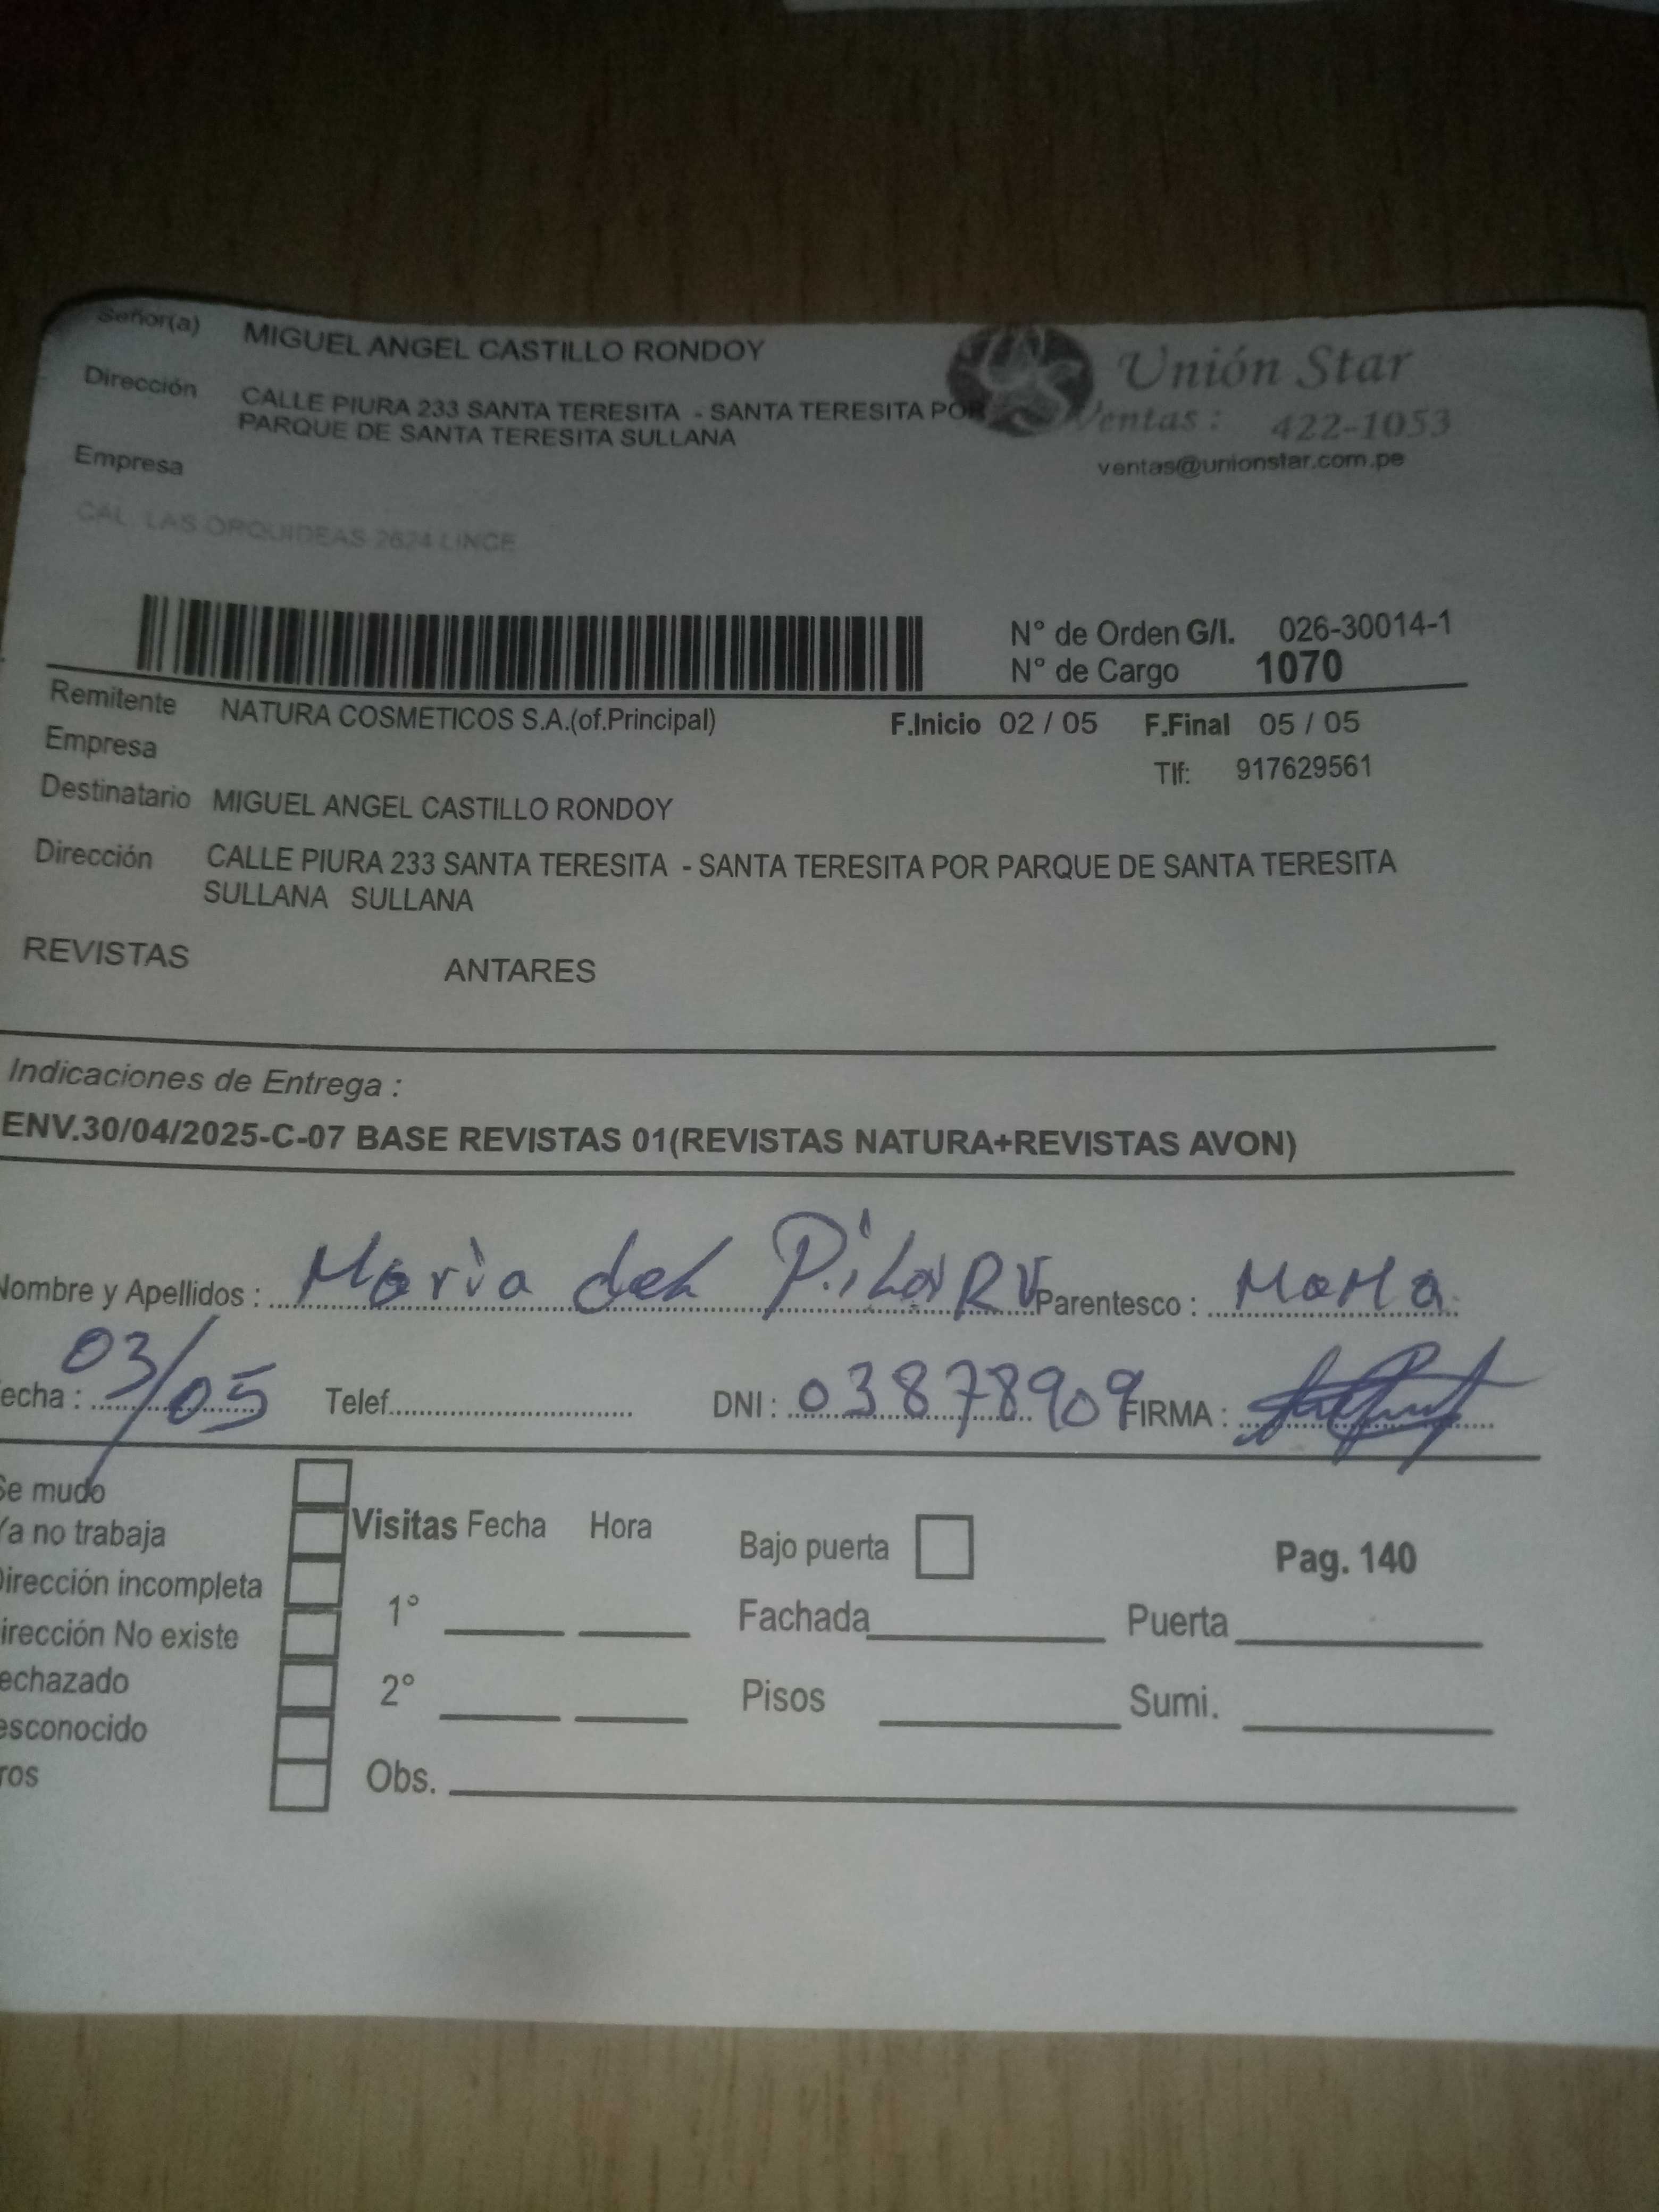 Señor(a) MIGUEL ANGEL CASTILLO RONDOY
Unión Star
Dirección CALLE PIURA 233 SANTA TERESITA - SANTA TERESITA POR
PARQUE DE SANTA TERESITA SULLANA
Ventas : 422-1053
ventas@unionstar.com.pe
Empresa
CAL. LAS ORQUIDEAS 2624 LINCE
N° de Orden G/I. 026-30014-1
N° de Cargo 1070
Remitente NATURA COSMETICOS S.A.(of.Principal) F.Inicio 02 / 05 F.Final 05 / 05
Empresa
Tlf: 917629561
Destinatario MIGUEL ANGEL CASTILLO RONDOY
Dirección CALLE PIURA 233 SANTA TERESITA - SANTA TERESITA POR PARQUE DE SANTA TERESITA
SULLANA SULLANA
REVISTAS ANTARES
Indicaciones de Entrega :
ENV.30/04/2025-C-07 BASE REVISTAS 01(REVISTAS NATURA+REVISTAS AVON)
Nombre y Apellidos : Maria del Pilar R V Parentesco : MaMa
echa : 03/05 Telef. DNI : 03878909 FIRMA :
Se mudo
Ya no trabaja
Dirección incompleta
irección No existe
echazado
esconocido
ros
Visitas Fecha Hora
1°
2°
Obs.
Bajo puerta
Pag. 140
Fachada Puerta
Pisos Sumi.